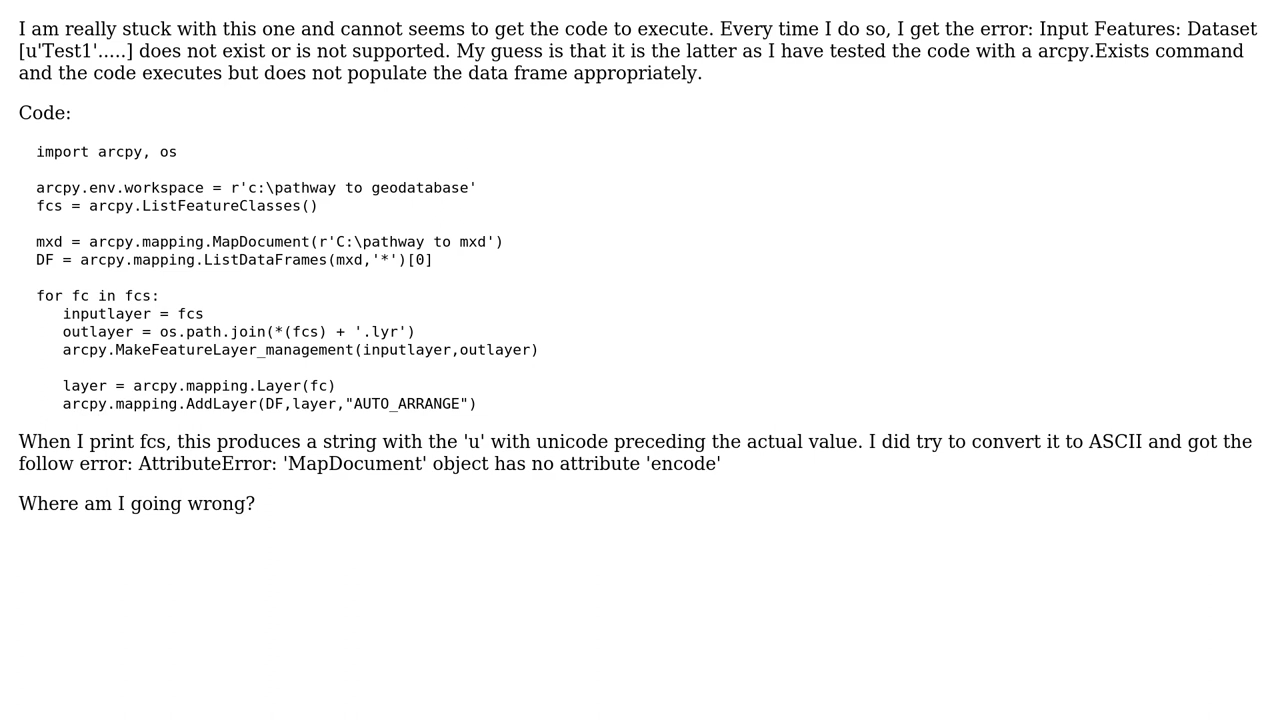 I am really stuck with this one and cannot seems to get the code to execute. Every time I do so, I get the error: Input Features: Dataset
[u'Test1'.....] does not exist or is not supported. My guess is that it is the latter as I have tested the code with a arcpy.Exists command
and the code executes but does not populate the data frame appropriately.
Code:
import arcpy, os
arcpy.env.workspace = r'c:\pathway to geodatabase'
fcs = arcpy.ListFeatureClasses()
mxd = arcpy.mapping.MapDocument(r'C:\pathway to mxd')
DF = arcpy.mapping.ListDataFrames(mxd,'*')[0]
for fc in fcs:
   inputlayer = fcs
   outlayer = os.path.join(*(fcs) + '.lyr')
   arcpy.MakeFeatureLayer_management(inputlayer,outlayer)
   layer = arcpy.mapping.Layer(fc)
   arcpy.mapping.AddLayer(DF,layer,"AUTO_ARRANGE")
When I print fcs, this produces a string with the 'u' with unicode preceding the actual value. I did try to convert it to ASCII and got the
follow error: AttributeError: 'MapDocument' object has no attribute 'encode'
Where am I going wrong?